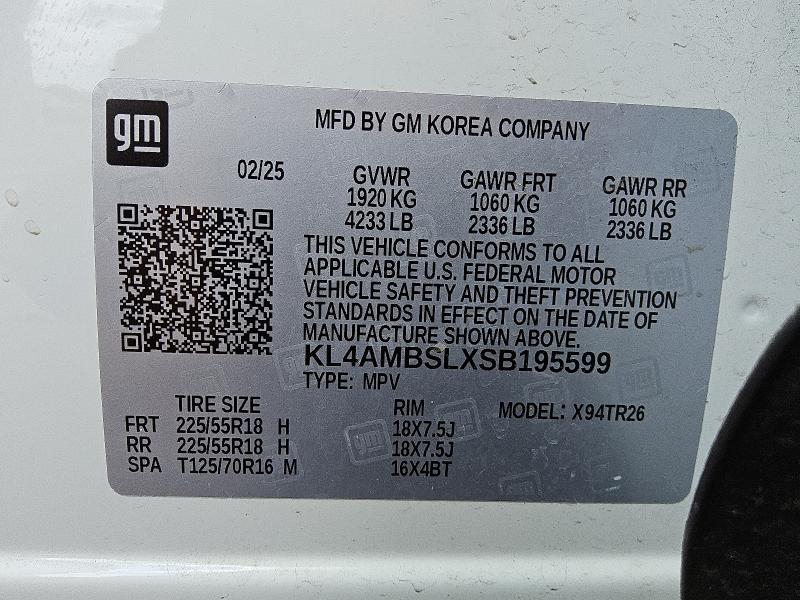 gm
MFD BY GM KOREA COMPANY
02/25 GVWR GAWR FRT GAWR RR
1920 KG 1060 KG 1060 KG
4233 LB 2336 LB 2336 LB
THIS VEHICLE CONFORMS TO ALL
APPLICABLE U.S. FEDERAL MOTOR
VEHICLE SAFETY AND THEFT PREVENTION
STANDARDS IN EFFECT ON THE DATE OF
MANUFACTURE SHOWN ABOVE.
KL4AMBSLXSB195599
TYPE: MPV
TIRE SIZE RIM MODEL: X94TR26
FRT 225/55R18 H 18X7.5J
RR 225/55R18 H 18X7.5J
SPA T125/70R16 M 16X4BT